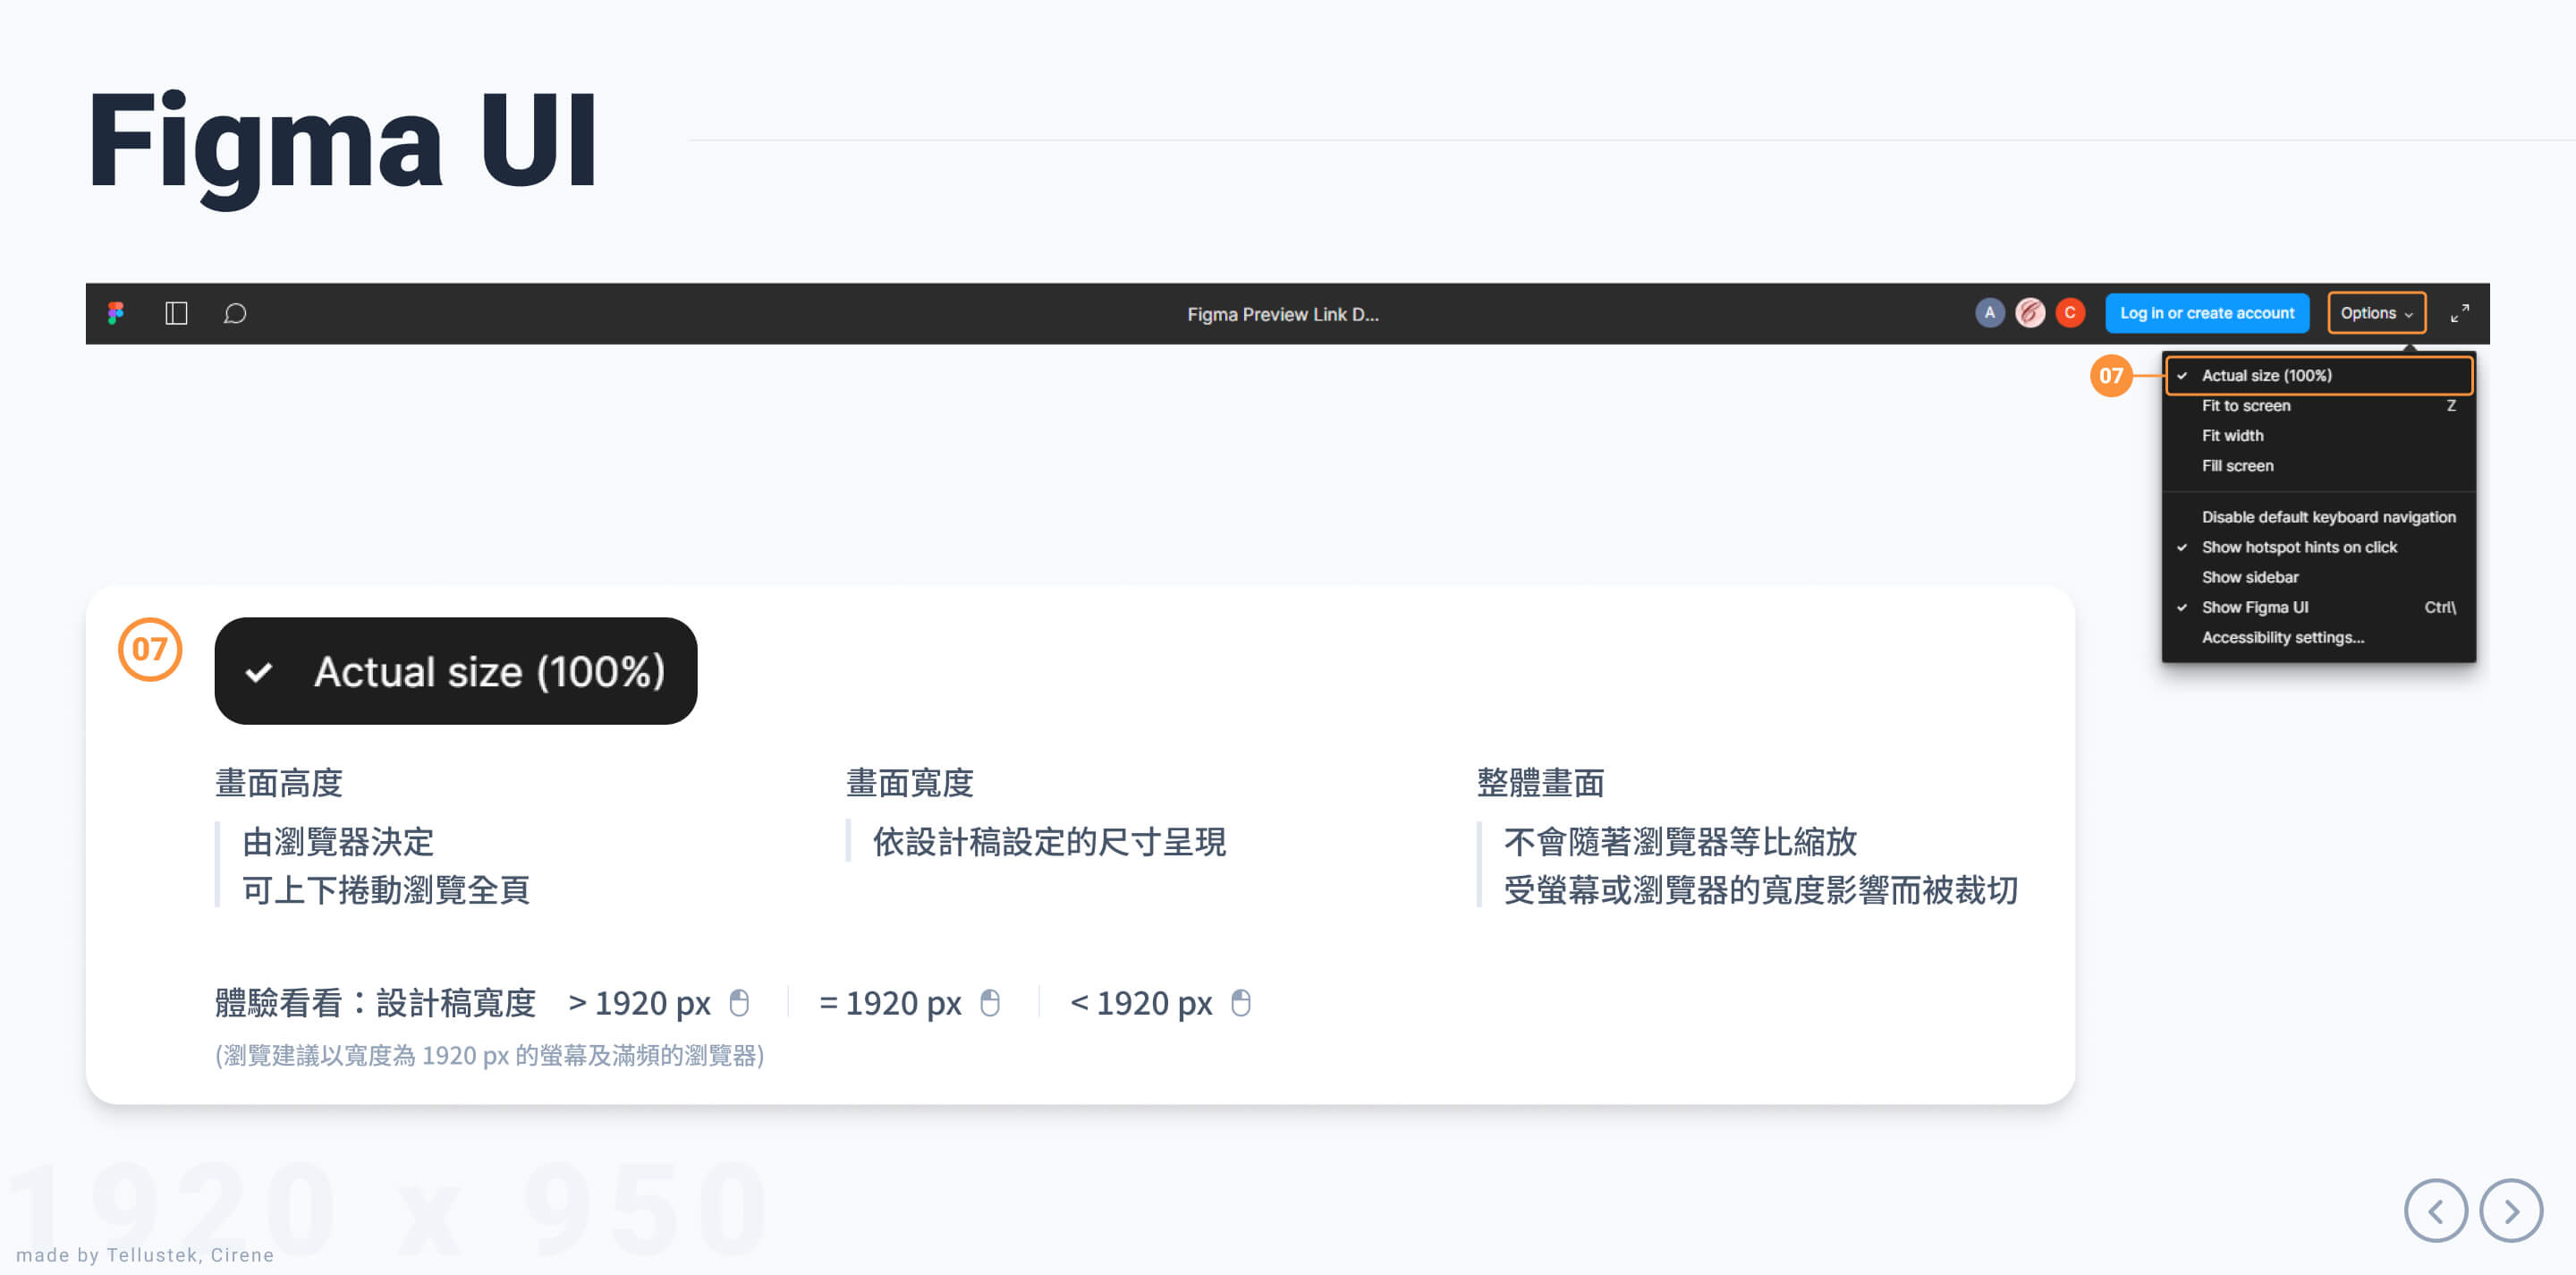 Figma UI
Figma Preview Link D...
A
C
Log in or create account
Options
07
Actual size (100%)
Fit to screen Z
Fit width
Fill screen
Disable default keyboard navigation
Show hotspot hints on click
Show sidebar
Show Figma UI Ctrl\
Accessibility settings...
07
Actual size (100%)
畫面高度
由瀏覽器決定
可上下捲動瀏覽全頁
畫面寬度
依設計稿設定的尺寸呈現
整體畫面
不會隨著瀏覽器等比縮放
受螢幕或瀏覽器的寬度影響而被裁切
體驗看看：設計稿寬度 > 1920 px = 1920 px < 1920 px
(瀏覽建議以寬度為 1920 px 的螢幕及滿頻的瀏覽器)
1920 x 950
made by Tellustek, Cirene